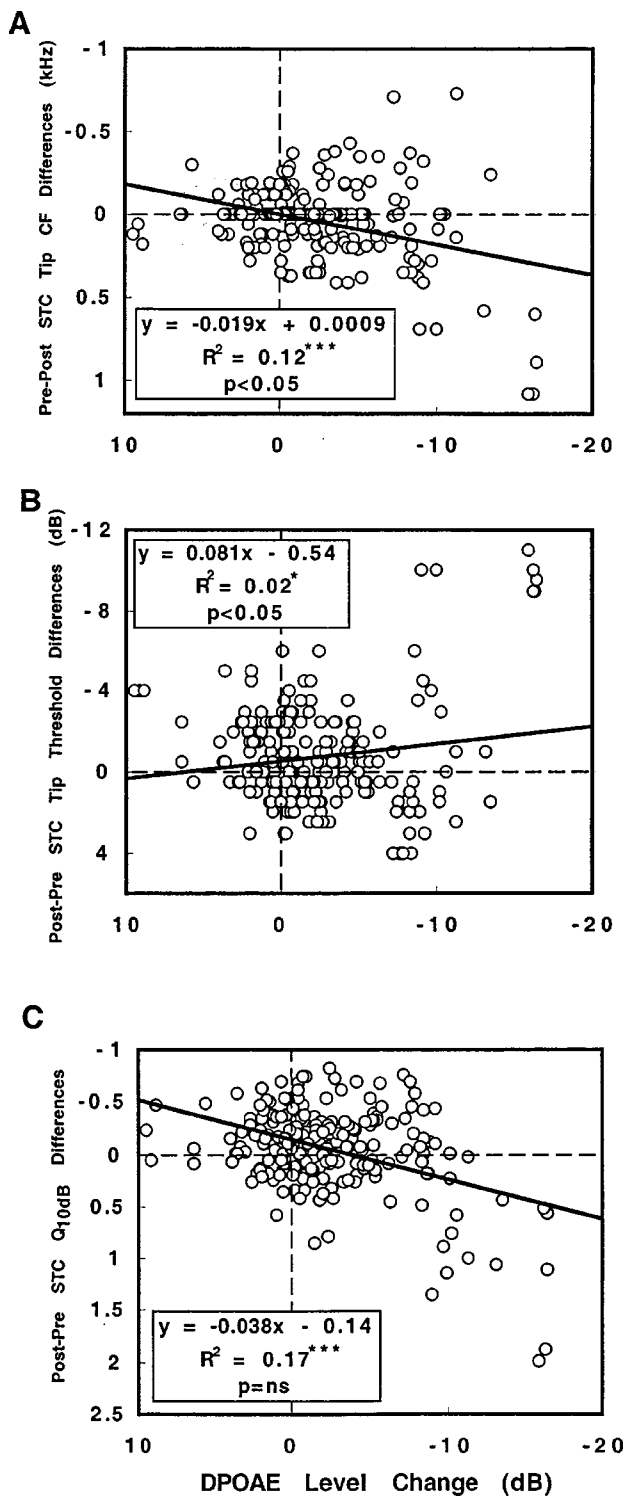 A
Pre-Post STC Tip CF Differences (kHz)
-1
-0.5
0
0.5
1
y = -0.019x + 0.0009
R2 = 0.12***
p<0.05
10 0 -10 -20
B
Post-Pre STC Tip Threshold Differences (dB)
-12
-8
-4
0
4
y = 0.081x - 0.54
R2 = 0.02*
p<0.05
10 0 -10 -20
C
Post-Pre STC Q10dB Differences
-1
-0.5
0
0.5
1
1.5
2
2.5
y = -0.038x - 0.14
R2 = 0.17***
p=ns
10 0 -10 -20
DPOAE Level Change (dB)